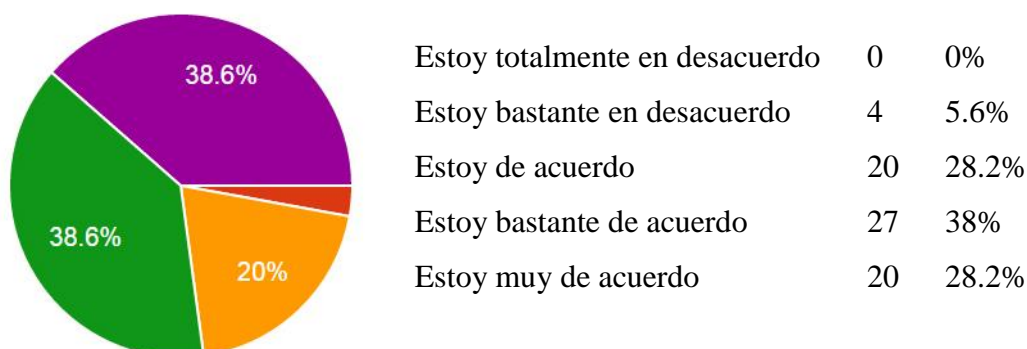 38.6%
38.6%
20%
Estoy totalmente en desacuerdo 0 0%
Estoy bastante en desacuerdo 4 5.6%
Estoy de acuerdo 20 28.2%
Estoy bastante de acuerdo 27 38%
Estoy muy de acuerdo 20 28.2%